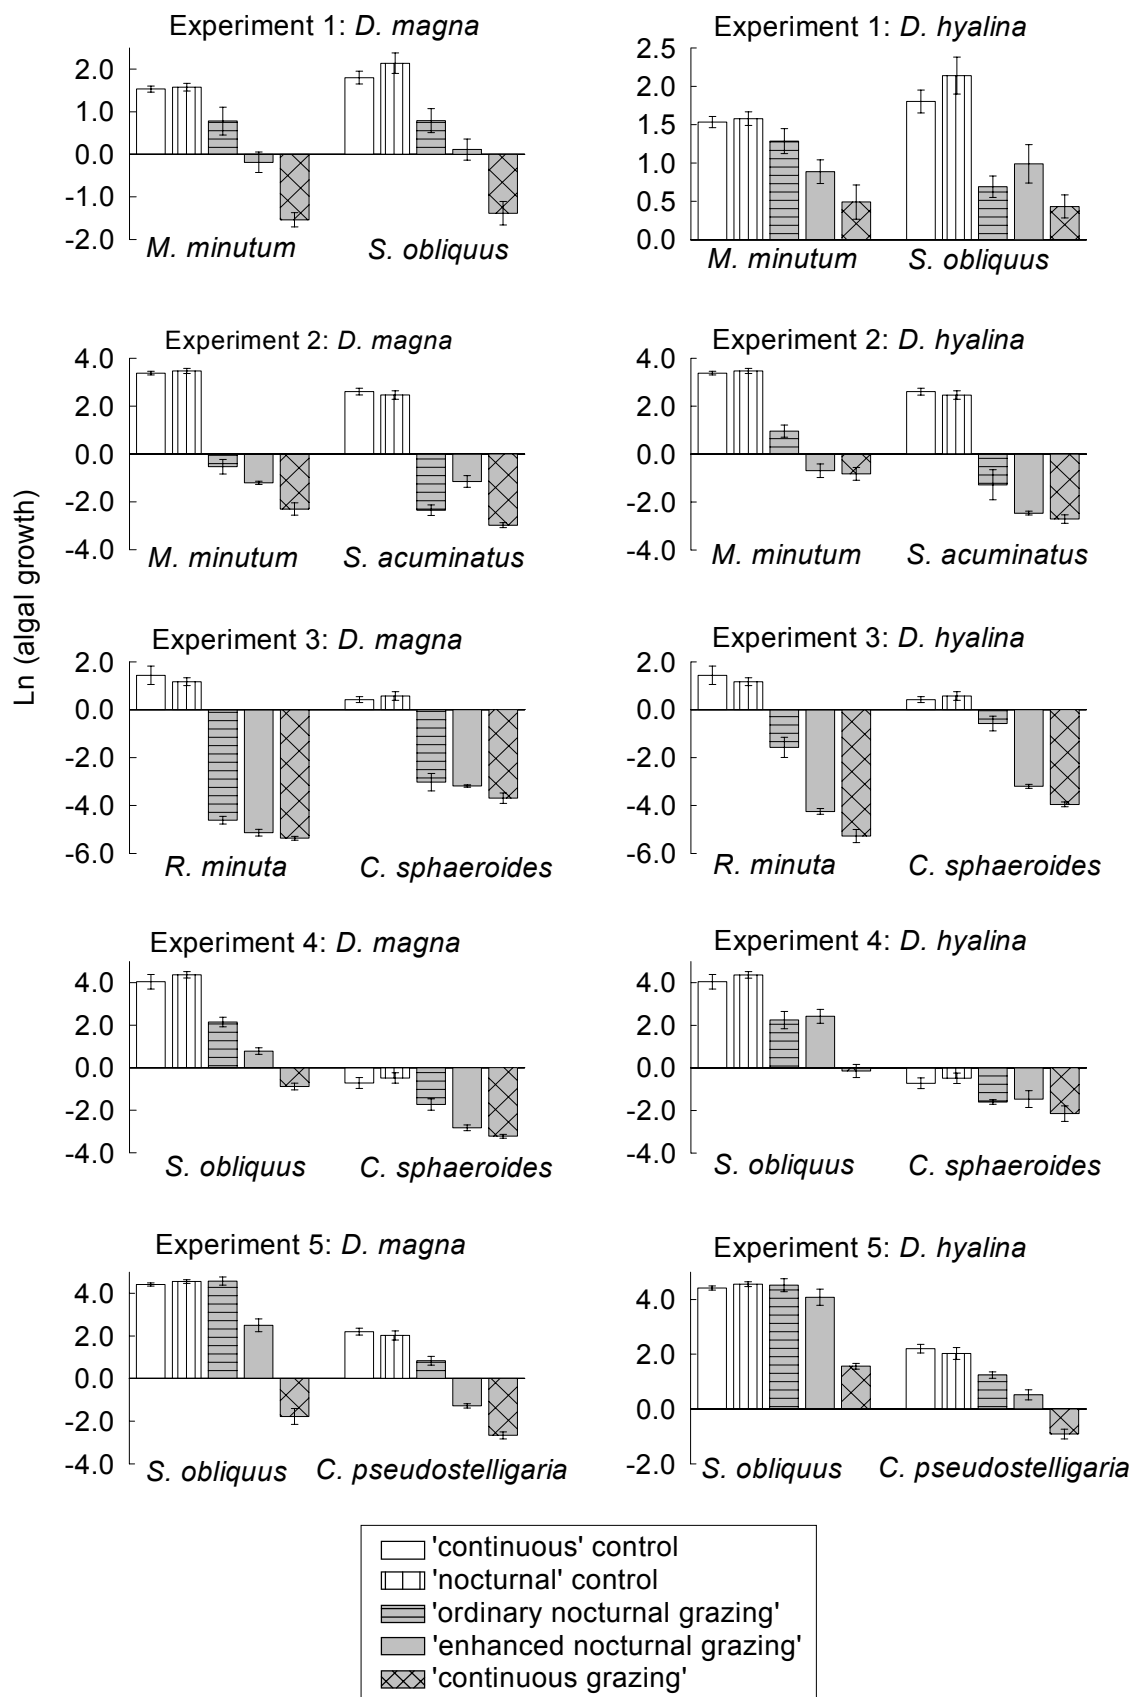 Ln (algal growth)
Experiment 1: D. magna
2.0
1.0
0.0
-1.0
-2.0
M. minutum S. obliquus
Experiment 1: D. hyalina
2.5
2.0
1.5
1.0
0.5
0.0
M. minutum S. obliquus
Experiment 2: D. magna
4.0
2.0
0.0
-2.0
-4.0
M. minutum S. acuminatus
Experiment 2: D. hyalina
4.0
2.0
0.0
-2.0
-4.0
M. minutum S. acuminatus
Experiment 3: D. magna
2.0
0.0
-2.0
-4.0
-6.0
R. minuta C. sphaeroides
Experiment 3: D. hyalina
2.0
0.0
-2.0
-4.0
-6.0
R. minuta C. sphaeroides
Experiment 4: D. magna
4.0
2.0
0.0
-2.0
-4.0
S. obliquus C. sphaeroides
Experiment 4: D. hyalina
4.0
2.0
0.0
-2.0
-4.0
S. obliquus C. sphaeroides
Experiment 5: D. magna
4.0
2.0
0.0
-2.0
-4.0
S. obliquus C. pseudostelligaria
Experiment 5: D. hyalina
4.0
2.0
0.0
-2.0
S. obliquus C. pseudostelligaria
'continuous' control
'nocturnal' control
'ordinary nocturnal grazing'
'enhanced nocturnal grazing'
'continuous grazing'